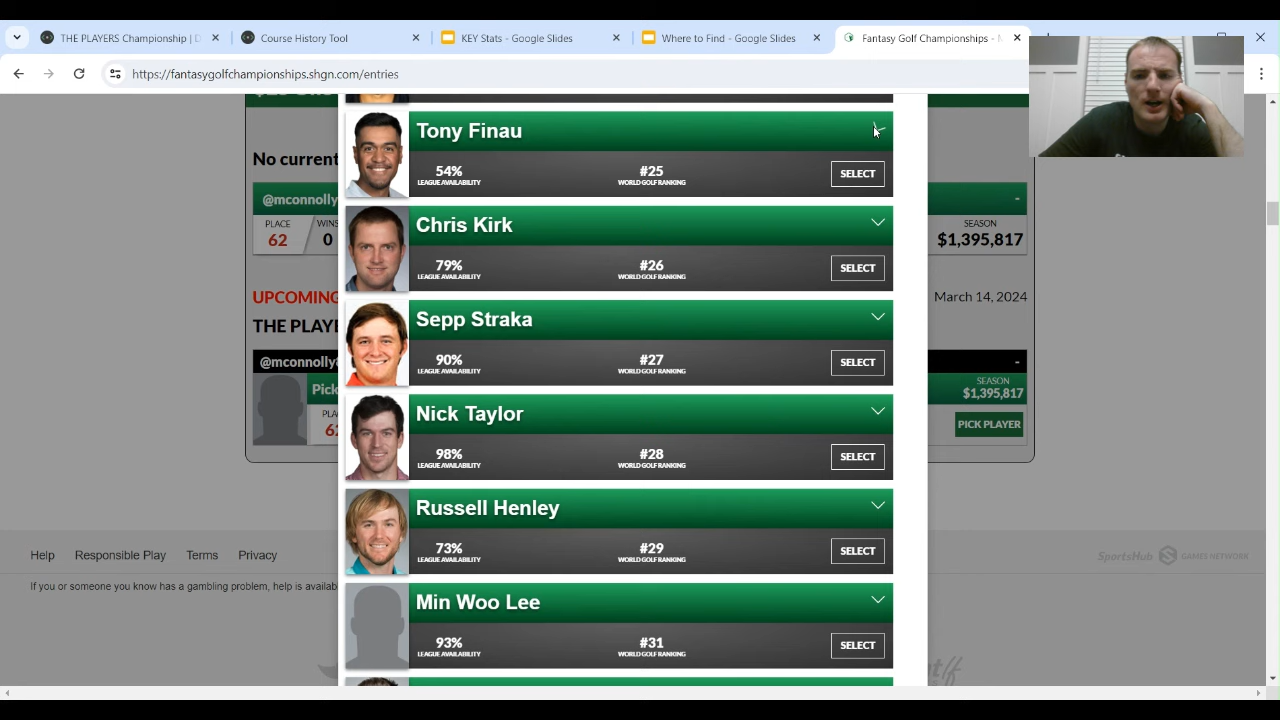 THE PLAYERS Championship | D
Course History Tool
KEY Stats - Google Slides
Where to Find - Google Slides
Fantasy Golf Championships - M
https://fantasygolfchampionships.shgn.com/entries
No current
@mconnolly
-
PLACE
WINS
SEASON
62
0
$1,395,817
UPCOMING
March 14, 2024
THE PLAYE
@mconnolly8
-
Pick
SEASON
$1,395,817
PLA
62
PICK PLAYER
Tony Finau
54%
LEAGUE AVAILABILITY
#25
WORLD GOLF RANKING
SELECT
Chris Kirk
79%
LEAGUE AVAILABILITY
#26
WORLD GOLF RANKING
SELECT
Sepp Straka
90%
LEAGUE AVAILABILITY
#27
WORLD GOLF RANKING
SELECT
Nick Taylor
98%
LEAGUE AVAILABILITY
#28
WORLD GOLF RANKING
SELECT
Russell Henley
73%
LEAGUE AVAILABILITY
#29
WORLD GOLF RANKING
SELECT
Min Woo Lee
93%
LEAGUE AVAILABILITY
#31
WORLD GOLF RANKING
SELECT
Help Responsible Play Terms Privacy
If you or someone you know has a gambling problem, help is availab
SportsHub GAMES NETWORK